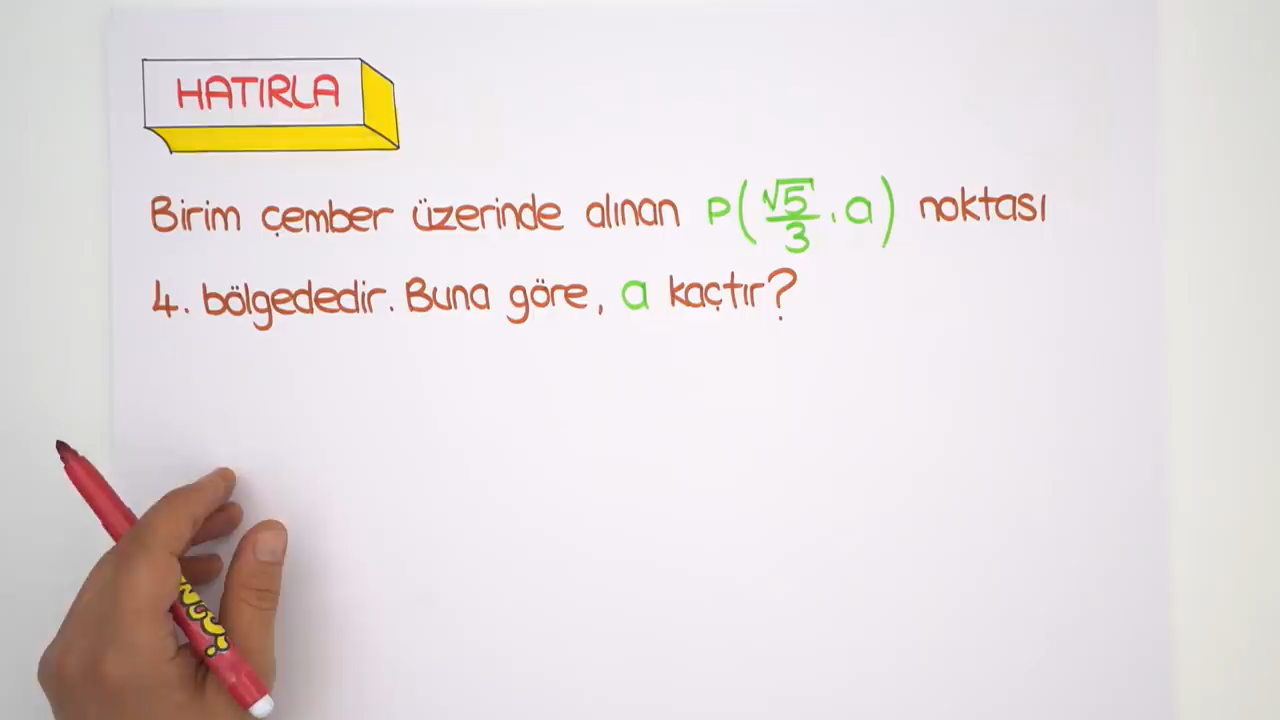 HATIRLA
Birim çember üzerinde alınan P(√5/3, a) noktası
4. bölgededir. Buna göre, a kaçtır?